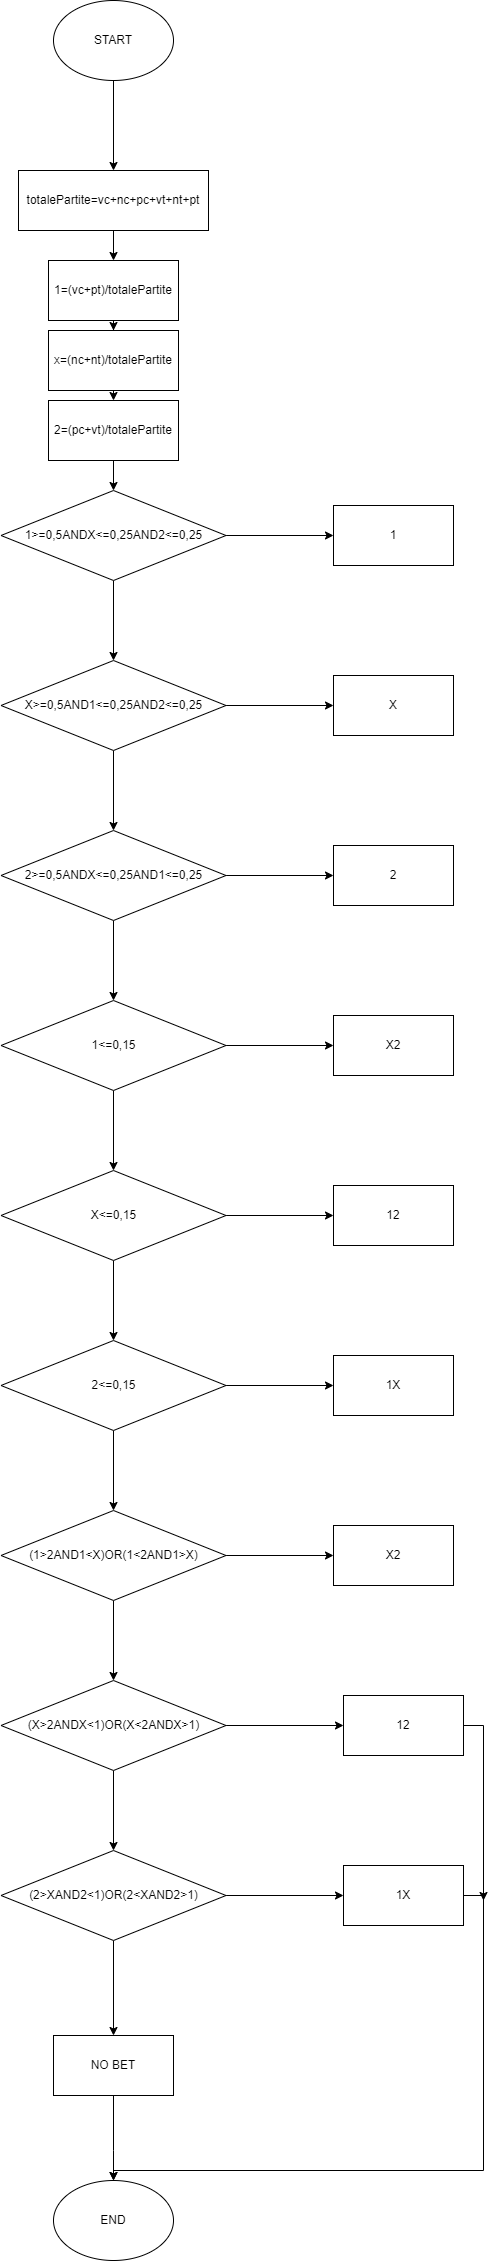 START
totalePartite=vc+nc+pc+vt+nt+pt
1=(vc+pt)/totalePartite
x=(nc+nt)/totalePartite
2=(pc+vt)/totalePartite
1>=0,5ANDX<=0,25AND2<=0,25
1
X>=0,5AND1<=0,25AND2<=0,25
X
2>=0,5ANDX<=0,25AND1<=0,25
2
1<=0,15
X2
X<=0,15
12
2<=0,15
1X
(1>2AND1<X)OR(1<2AND1>X)
X2
(X>2ANDX<1)OR(X<2ANDX>1)
12
(2>XAND2<1)OR(2<XAND2>1)
1X
NO BET
END